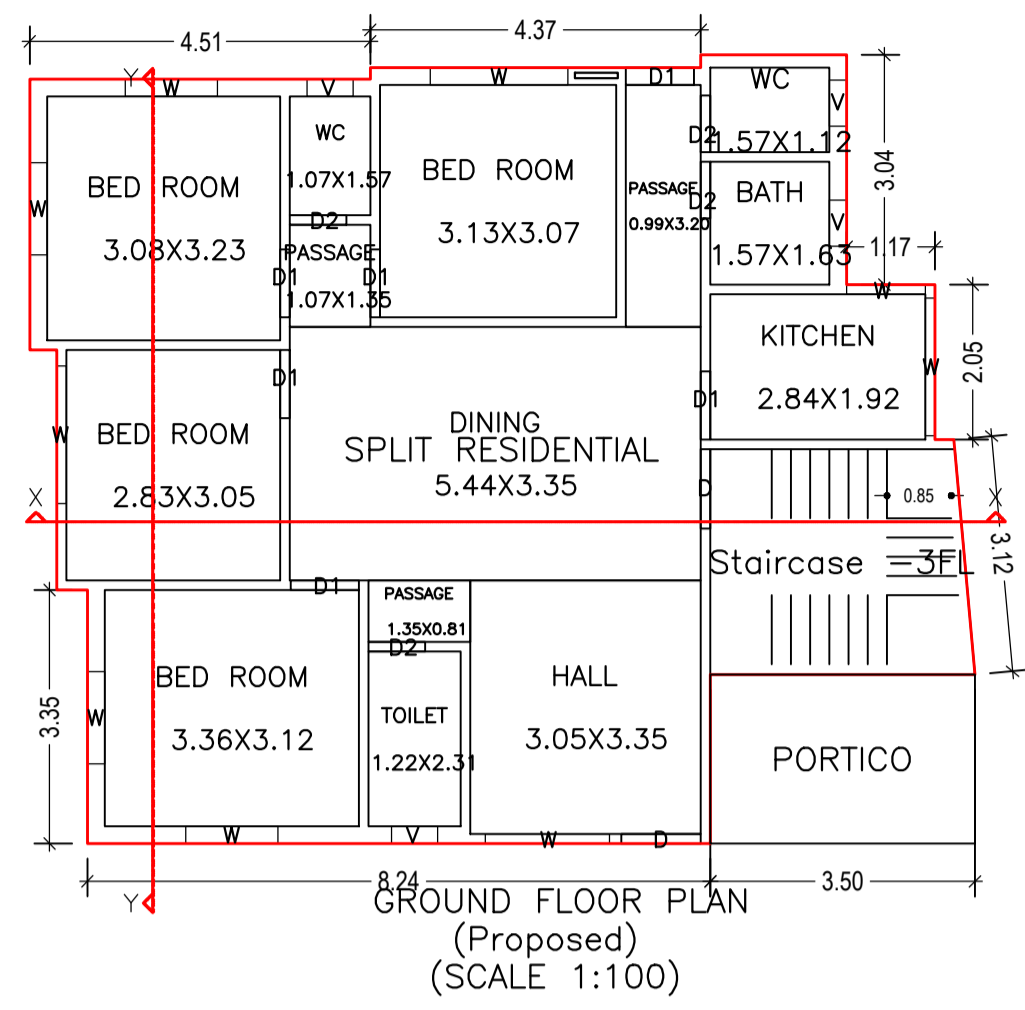 4.51
4.37
Y
W
V
W
D1
WC
V
D2
1.57X1.12
3.04
WC
1.07X1.57
BED ROOM
3.08X3.23
W
BED ROOM
3.13X3.07
PASSAGE
0.99X3.20
D2
BATH
1.57X1.63
V
1.17
D2
PASSAGE
1.07X1.35
D1
D1
W
KITCHEN
2.84X1.92
W
2.05
D1
D1
BED ROOM
2.83X3.05
W
DINING
SPLIT RESIDENTIAL
5.44X3.35
D
0.85
X
X
Staircase -3FL
3.12
D1
PASSAGE
1.35X0.81
D2
BED ROOM
3.36X3.12
W
3.35
TOILET
1.22X2.31
HALL
3.05X3.35
PORTICO
W
V
W
D
8.24
3.50
Y
GROUND FLOOR PLAN
(Proposed)
(SCALE 1:100)